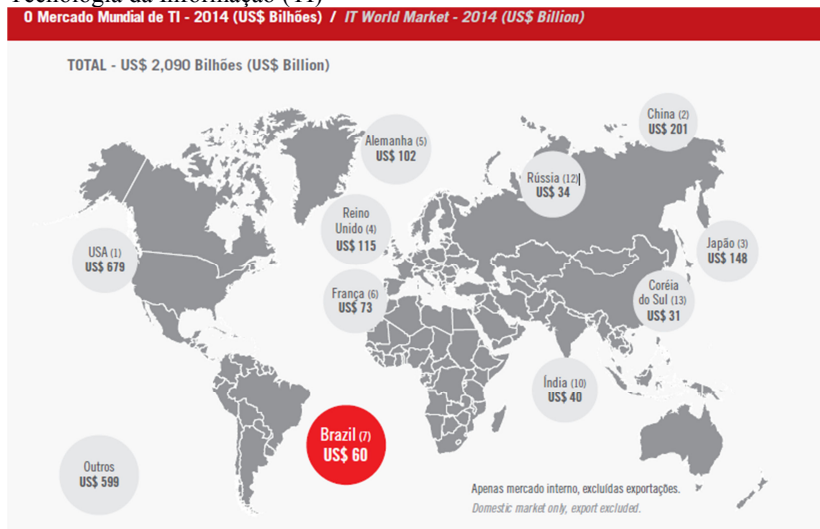 Tecnologia da Informação (TI)
O Mercado Mundial de TI - 2014 (US$ Bilhões) / IT World Market - 2014 (US$ Billion)
TOTAL - US$ 2,090 Bilhões (US$ Billion)
China (2)
US$ 201
Alemanha (5)
US$ 102
Rússia (12)
US$ 34
Reino
Unido (4)
US$ 115
USA (1)
US$ 679
Japão (3)
US$ 148
França (6)
US$ 73
Coréia
do Sul (13)
US$ 31
Índia (10)
US$ 40
Brazil (7)
US$ 60
Outros
US$ 599
Apenas mercado interno, excluídas exportações.
Domestic market only, export excluded.